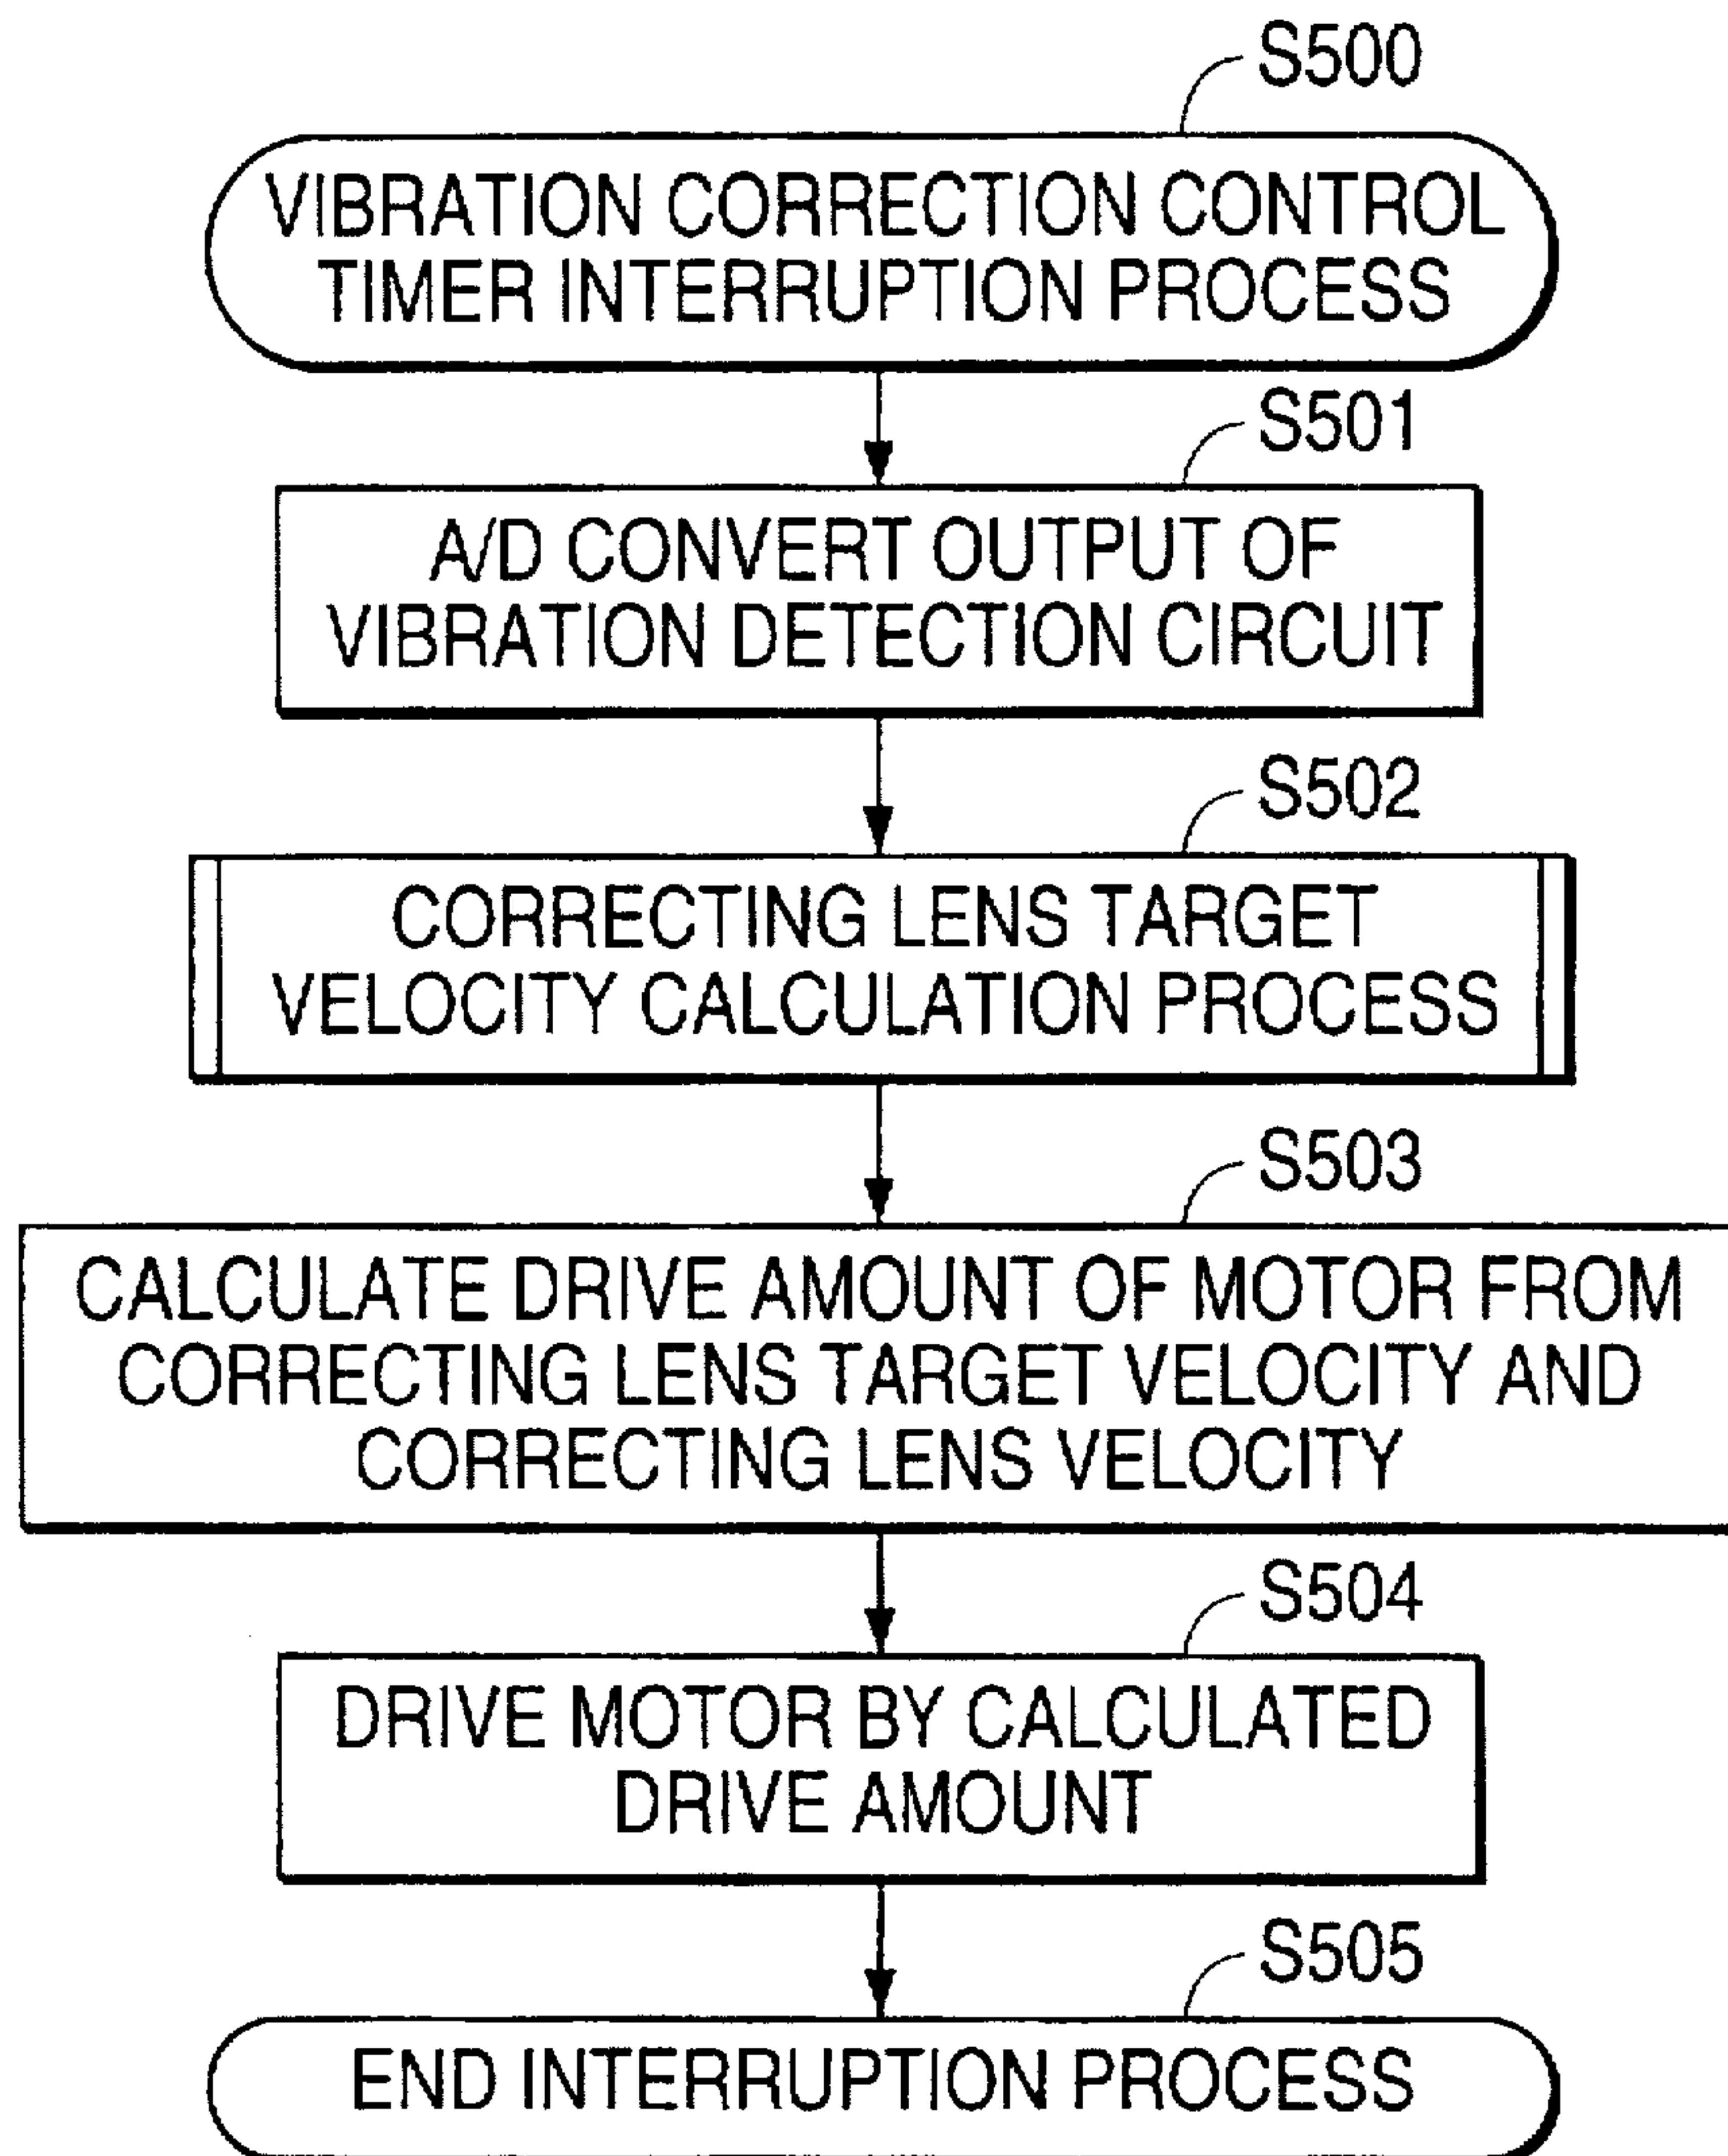 S500
VIBRATION CORRECTION CONTROL
TIMER INTERRUPTION PROCESS
S501
A/D CONVERT OUTPUT OF
VIBRATION DETECTION CIRCUIT
S502
CORRECTING LENS TARGET
VELOCITY CALCULATION PROCESS
S503
CALCULATE DRIVE AMOUNT OF MOTOR FROM
CORRECTING LENS TARGET VELOCITY AND
CORRECTING LENS VELOCITY
S504
DRIVE MOTOR BY CALCULATED
DRIVE AMOUNT
S505
END INTERRUPTION PROCESS